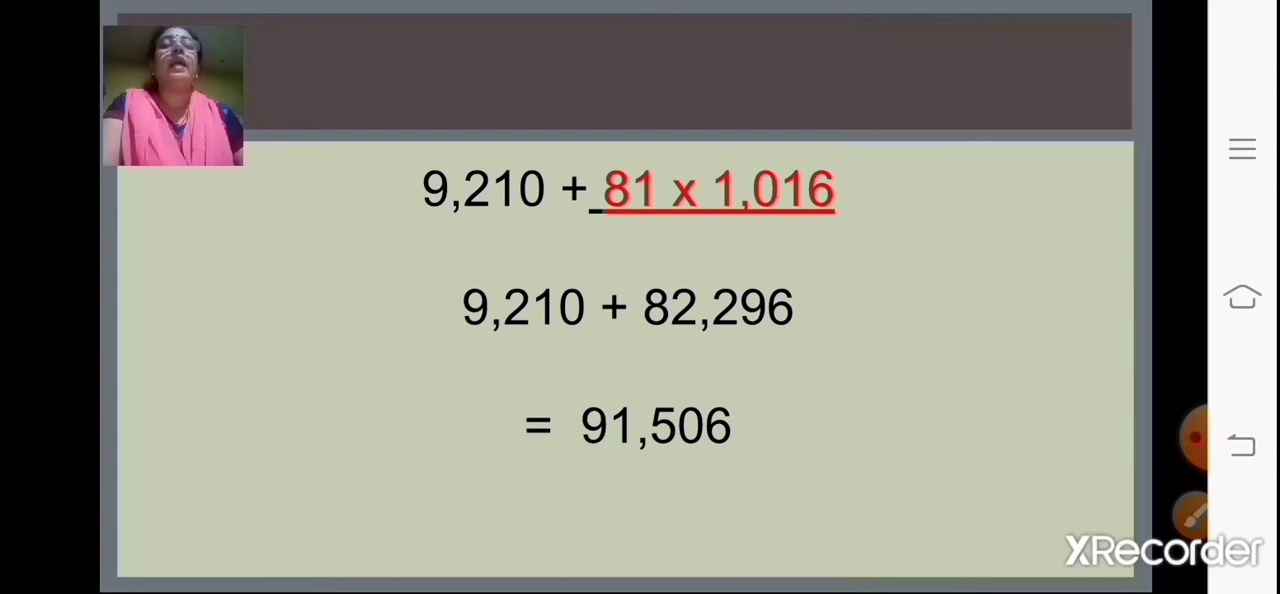 9,210 + 81 x 1,016
9,210 + 82,296
= 91,506
XRecorder